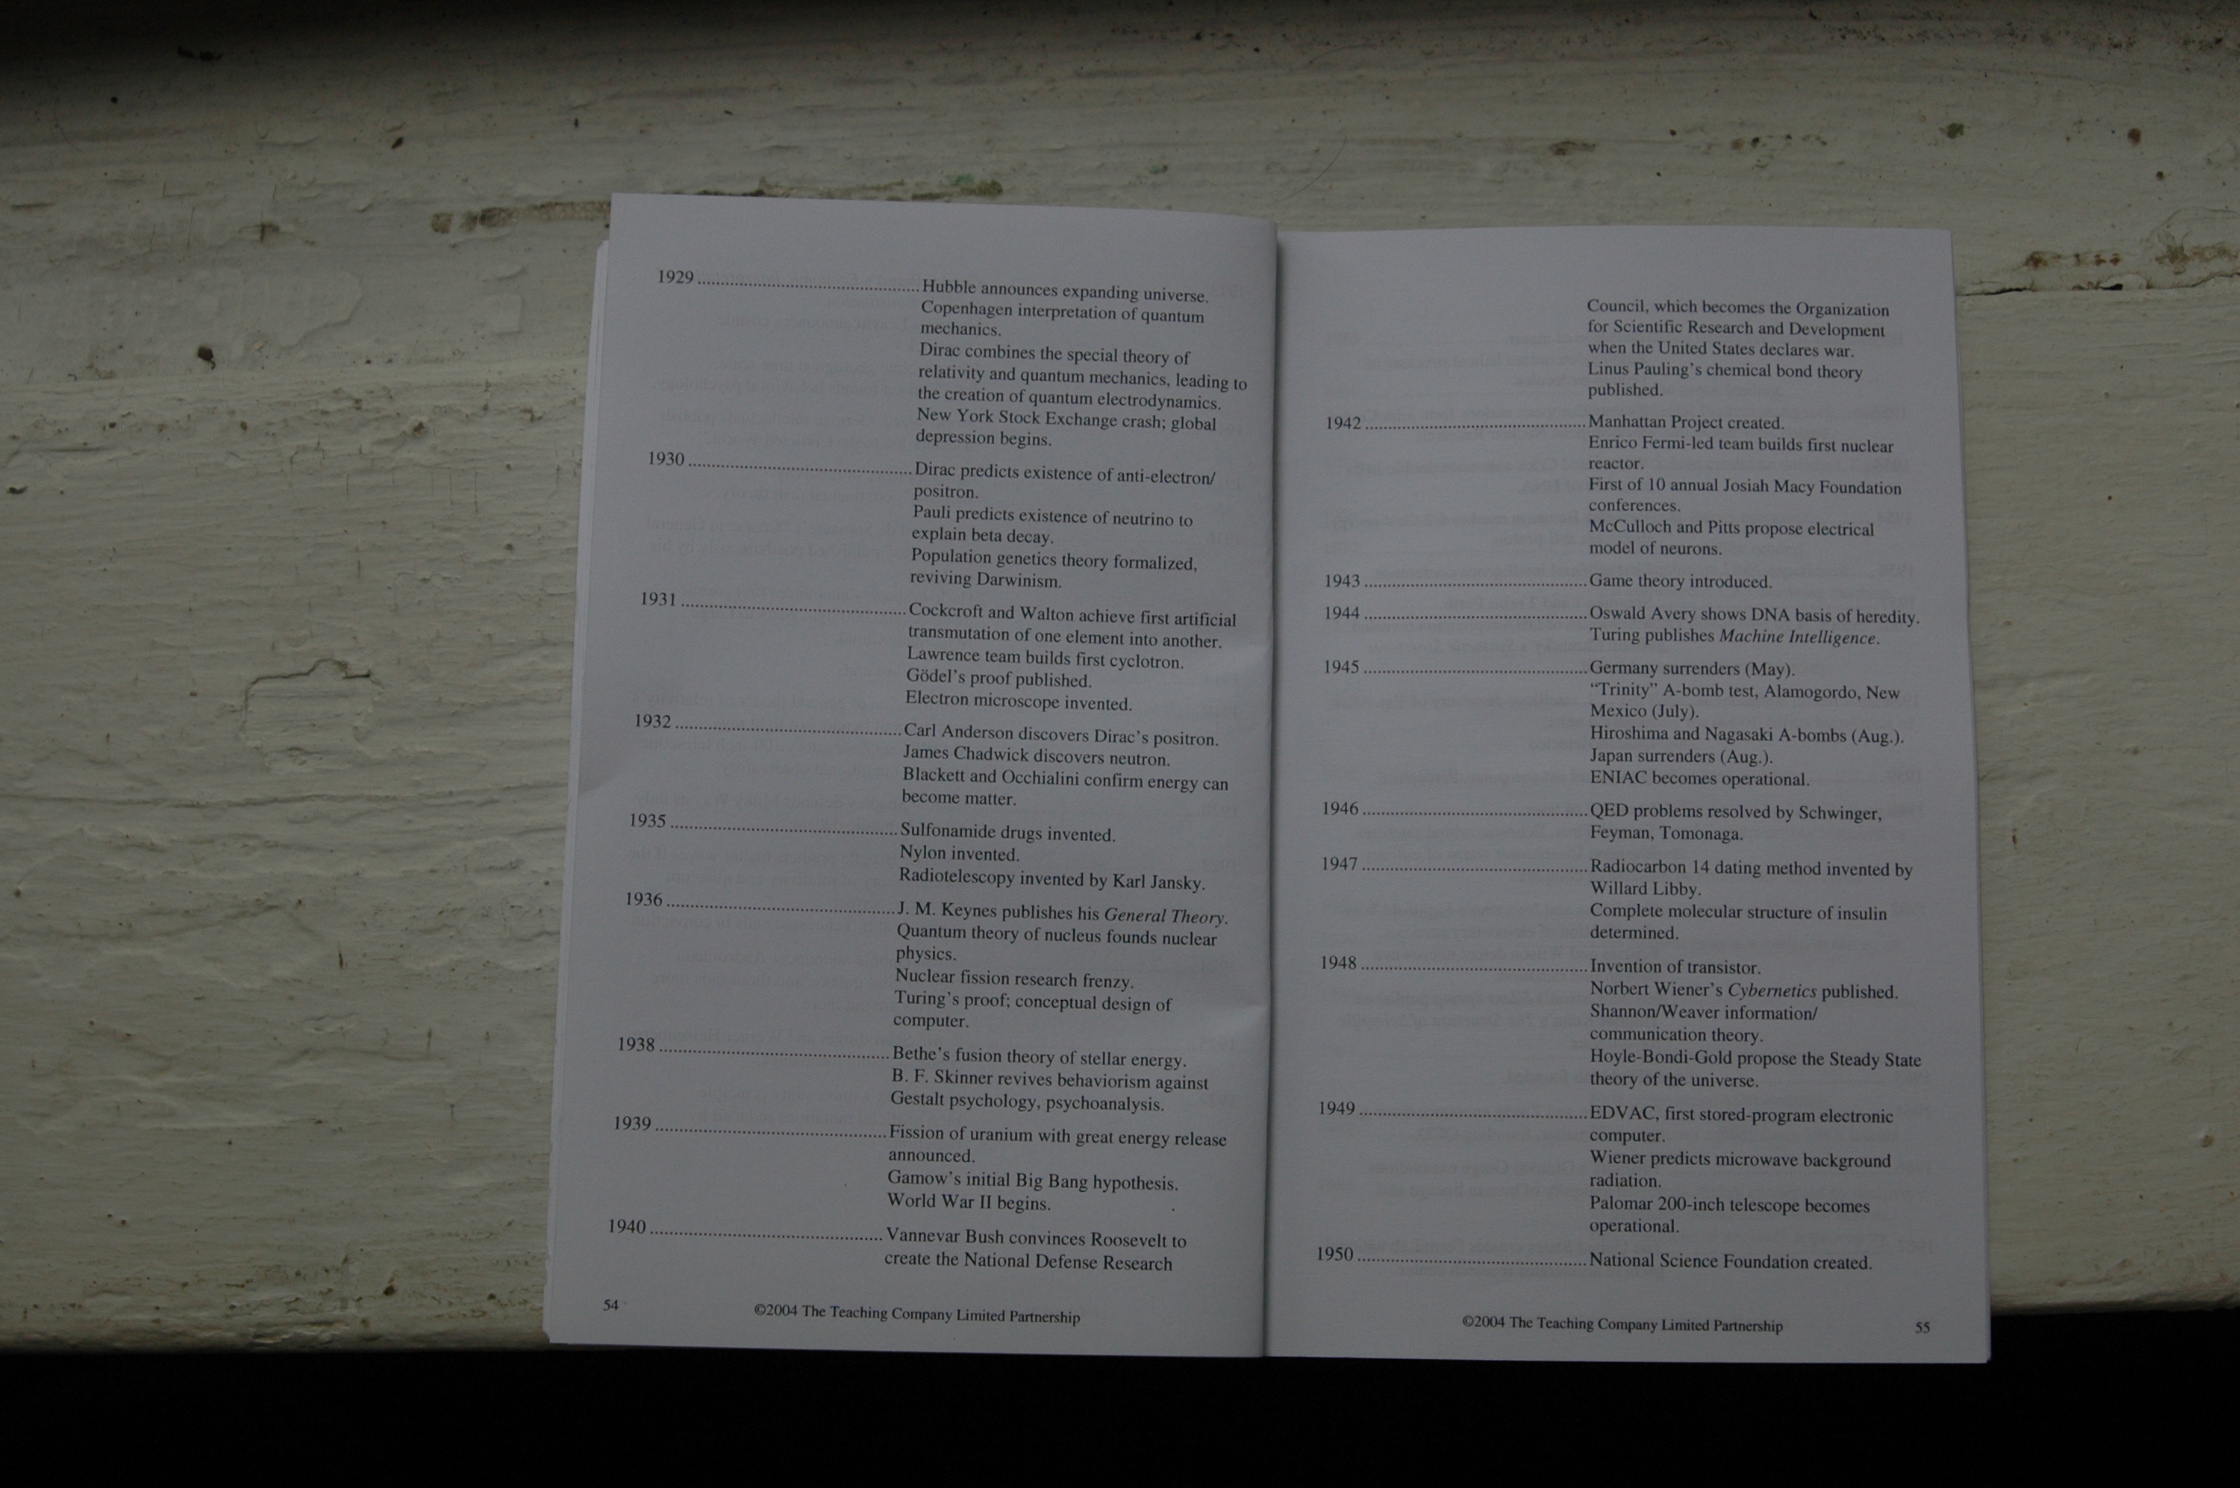 1929 ............................................. Hubble announces expanding universe.
Copenhagen interpretation of quantum
mechanics.
Dirac combines the special theory of
relativity and quantum mechanics, leading to
the creation of quantum electrodynamics.
New York Stock Exchange crash; global
depression begins.
1930 ............................................. Dirac predicts existence of anti-electron/
positron.
Pauli predicts existence of neutrino to
explain beta decay.
Population genetics theory formalized,
reviving Darwinism.
1931 ............................................. Cockcroft and Walton achieve first artificial
transmutation of one element into another.
Lawrence team builds first cyclotron.
Gödel's proof published.
Electron microscope invented.
1932 ............................................. Carl Anderson discovers Dirac's positron.
James Chadwick discovers neutron.
Blackett and Occhialini confirm energy can
become matter.
1935 ............................................. Sulfonamide drugs invented.
Nylon invented.
Radiotelescopy invented by Karl Jansky.
1936 ............................................. J. M. Keynes publishes his General Theory.
Quantum theory of nucleus founds nuclear
physics.
Nuclear fission research frenzy.
Turing's proof; conceptual design of
computer.
1938 ............................................. Bethe's fusion theory of stellar energy.
B. F. Skinner revives behaviorism against
Gestalt psychology, psychoanalysis.
1939 ............................................. Fission of uranium with great energy release
announced.
Gamow's initial Big Bang hypothesis.
World War II begins.
1940 ............................................. Vannevar Bush convinces Roosevelt to
create the National Defense Research
54 ©2004 The Teaching Company Limited Partnership
Council, which becomes the Organization
for Scientific Research and Development
when the United States declares war.
Linus Pauling's chemical bond theory
published.
1942 ............................................. Manhattan Project created.
Enrico Fermi-led team builds first nuclear
reactor.
First of 10 annual Josiah Macy Foundation
conferences.
McCulloch and Pitts propose electrical
model of neurons.
1943 ............................................. Game theory introduced.
1944 ............................................. Oswald Avery shows DNA basis of heredity.
Turing publishes Machine Intelligence.
1945 ............................................. Germany surrenders (May).
“Trinity” A-bomb test, Alamogordo, New
Mexico (July).
Hiroshima and Nagasaki A-bombs (Aug.).
Japan surrenders (Aug.).
ENIAC becomes operational.
1946 ............................................. QED problems resolved by Schwinger,
Feyman, Tomonaga.
1947 ............................................. Radiocarbon 14 dating method invented by
Willard Libby.
Complete molecular structure of insulin
determined.
1948 ............................................. Invention of transistor.
Norbert Wiener's Cybernetics published.
Shannon/Weaver information/
communication theory.
Hoyle-Bondi-Gold propose the Steady State
theory of the universe.
1949 ............................................. EDVAC, first stored-program electronic
computer.
Wiener predicts microwave background
radiation.
Palomar 200-inch telescope becomes
operational.
1950 ............................................. National Science Foundation created.
©2004 The Teaching Company Limited Partnership 55